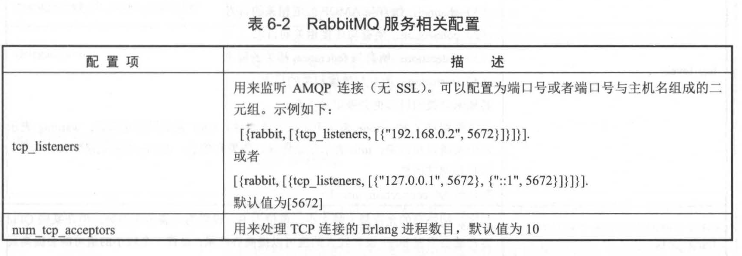 表 6-2 RabbitMQ 服务相关配置
配 置 项
描 述
tcp_listeners
用来监听 AMQP 连接（无 SSL）。可以配置为端口号或者端口号与主机名组成的二
元组。示例如下：
[{rabbit, [{tcp_listeners, [{"192.168.0.2", 5672}]}]}].
或者
[{rabbit, [{tcp_listeners, [{"127.0.0.1", 5672}, {"::1", 5672}]}]}].
默认值为[5672]
num_tcp_acceptors
用来处理 TCP 连接的 Erlang 进程数目，默认值为 10